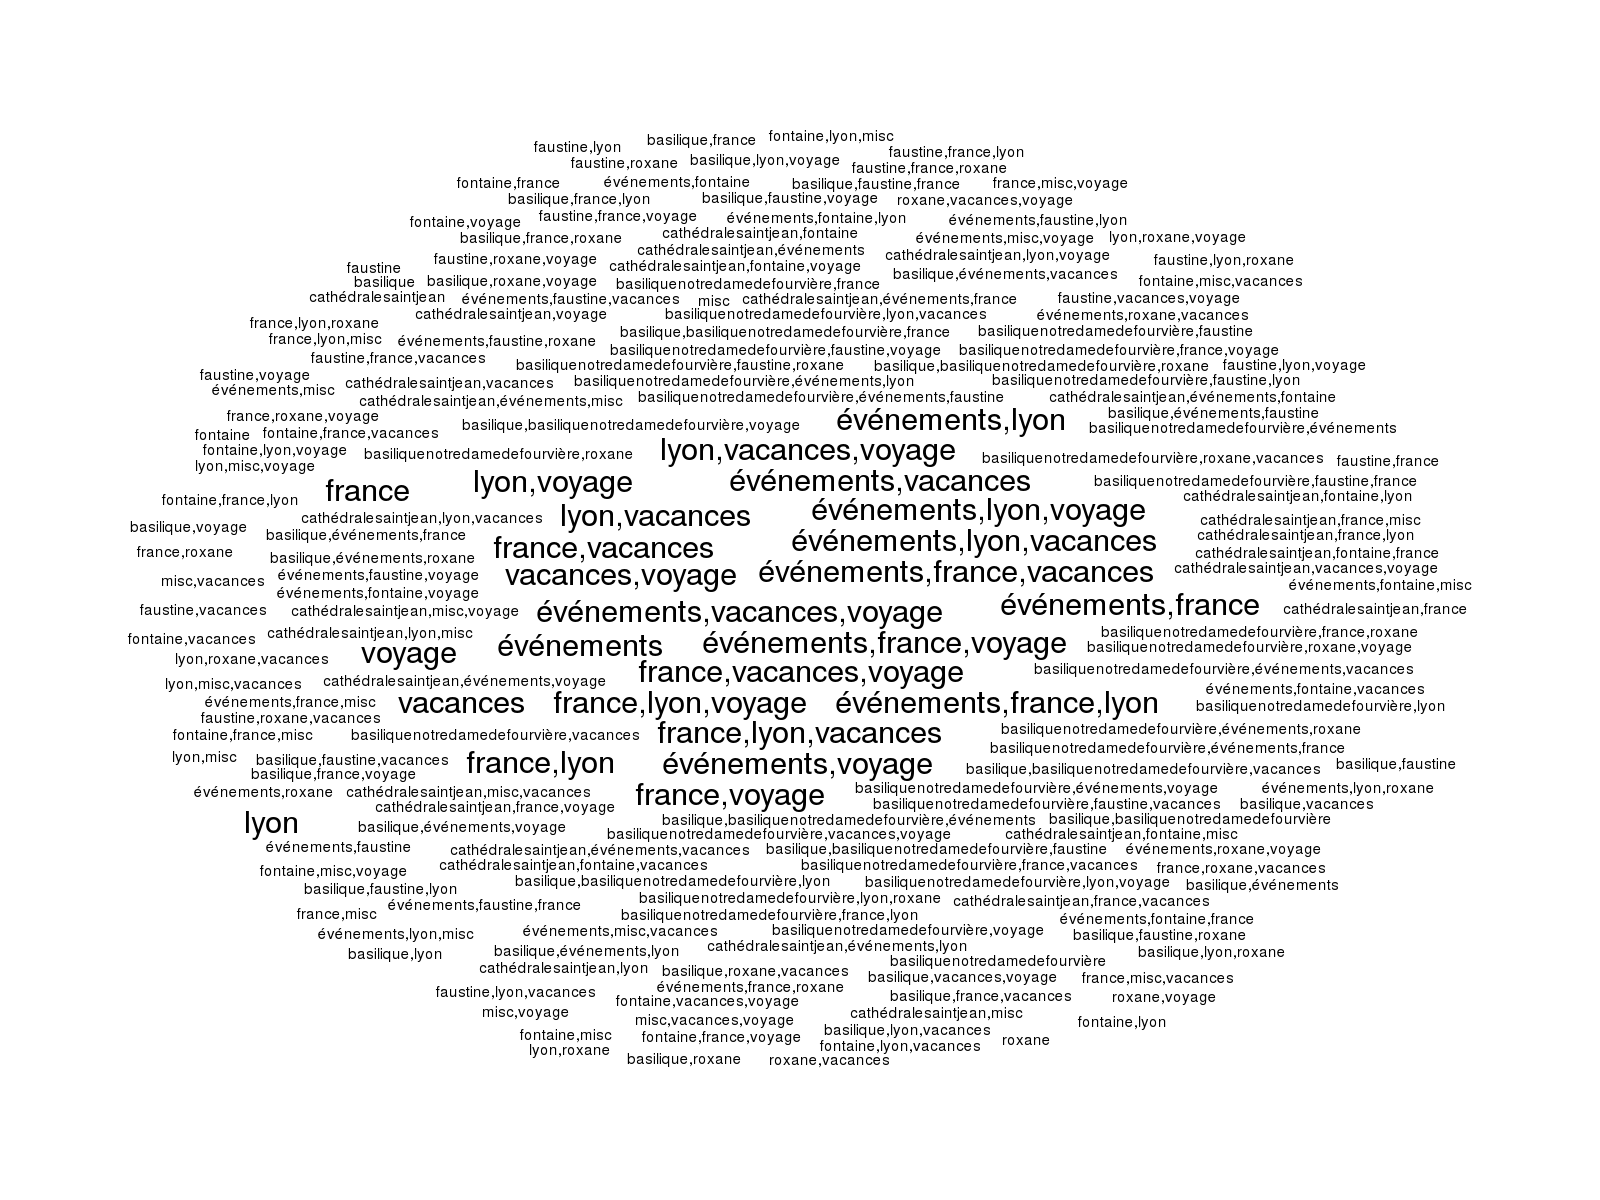 faustine,lyon basilique,france fontaine,lyon,misc
faustine,roxane basilique,lyon,voyage faustine,france,lyon
fontaine,france événements,fontaine basilique,faustine,france faustine,france,roxane france,misc,voyage
basilique,france,lyon basilique,faustine,voyage roxane,vacances,voyage
fontaine,voyage faustine,france,voyage événements,fontaine,lyon événements,faustine,lyon
basilique,france,roxane cathédralesaintjean,fontaine événements,misc,voyage lyon,roxane,voyage
cathédralesaintjean,événements cathédralesaintjean,lyon,voyage
faustine faustine,roxane,voyage cathédralesaintjean,fontaine,voyage faustine,lyon,roxane
basilique basilique,roxane,voyage basiliquenotredamedefourvière,france basilique,événements,vacances fontaine,misc,vacances
cathédralesaintjean événements,faustine,vacances misc cathédralesaintjean,événements,france faustine,vacances,voyage
cathédralesaintjean,voyage basiliquenotredamedefourvière,lyon,vacances événements,roxane,vacances
france,lyon,roxane basilique,basiliquenotredamedefourvière,france basiliquenotredamedefourvière,faustine
france,lyon,misc événements,faustine,roxane
faustine,france,vacances basiliquenotredamedefourvière,faustine,voyage basiliquenotredamedefourvière,france,voyage
basiliquenotredamedefourvière,faustine,roxane basilique,basiliquenotredamedefourvière,roxane faustine,lyon,voyage
faustine,voyage cathédralesaintjean,vacances basiliquenotredamedefourvière,événements,lyon basiliquenotredamedefourvière,faustine,lyon
événements,misc cathédralesaintjean,événements,misc basiliquenotredamedefourvière,événements,faustine cathédralesaintjean,événements,fontaine
france,roxane,voyage basilique,basiliquenotredamedefourvière,voyage événements,lyon basilique,événements,faustine
fontaine fontaine,france,vacances basiliquenotredamedefourvière,événements
fontaine,lyon,voyage basiliquenotredamedefourvière,roxane lyon,vacances,voyage basiliquenotredamedefourvière,roxane,vacances faustine,france
lyon,misc,voyage
france lyon,voyage événements,vacances basiliquenotredamedefourvière,faustine,france
fontaine,france,lyon cathédralesaintjean,fontaine,lyon
cathédralesaintjean,lyon,vacances lyon,vacances événements,lyon,voyage cathédralesaintjean,france,misc
basilique,voyage basilique,événements,france cathédralesaintjean,france,lyon
france,roxane basilique,événements,roxane france,vacances événements,lyon,vacances cathédralesaintjean,fontaine,france
misc,vacances événements,faustine,voyage vacances,voyage événements,france,vacances cathédralesaintjean,vacances,voyage
événements,fontaine,voyage événements,fontaine,misc
faustine,vacances cathédralesaintjean,misc,voyage événements,vacances,voyage événements,france cathédralesaintjean,france
fontaine,vacances cathédralesaintjean,lyon,misc événements événements,france,voyage basiliquenotredamedefourvière,france,roxane
lyon,roxane,vacances voyage basiliquenotredamedefourvière,roxane,voyage
lyon,misc,vacances cathédralesaintjean,événements,voyage france,vacances,voyage basiliquenotredamedefourvière,événements,vacances
événements,france,misc vacances france,lyon,voyage événements,france,lyon événements,fontaine,vacances
faustine,roxane,vacances basiliquenotredamedefourvière,lyon
fontaine,france,misc basiliquenotredamedefourvière,vacances france,lyon,vacances basiliquenotredamedefourvière,événements,roxane
lyon,misc basilique,faustine,vacances basiliquenotredamedefourvière,événements,france
basilique,france,voyage france,lyon événements,voyage basilique,basiliquenotredamedefourvière,vacances basilique,faustine
événements,roxane cathédralesaintjean,misc,vacances france,voyage basiliquenotredamedefourvière,événements,voyage événements,lyon,roxane
cathédralesaintjean,france,voyage basiliquenotredamedefourvière,faustine,vacances basilique,vacances
lyon basilique,événements,voyage basilique,basiliquenotredamedefourvière,événements basilique,basiliquenotredamedefourvière
basiliquenotredamedefourvière,vacances,voyage cathédralesaintjean,fontaine,misc
événements,faustine cathédralesaintjean,événements,vacances basilique,basiliquenotredamedefourvière,faustine événements,roxane,voyage
fontaine,misc,voyage cathédralesaintjean,fontaine,vacances basiliquenotredamedefourvière,france,vacances france,roxane,vacances
basilique,faustine,lyon basilique,basiliquenotredamedefourvière,lyon basiliquenotredamedefourvière,lyon,voyage basilique,événements
événements,faustine,france basiliquenotredamedefourvière,lyon,roxane cathédralesaintjean,france,vacances
france,misc basiliquenotredamedefourvière,france,lyon événements,fontaine,france
événements,lyon,misc événements,misc,vacances basiliquenotredamedefourvière,voyage basilique,faustine,roxane
basilique,lyon basilique,événements,lyon cathédralesaintjean,événements,lyon basilique,lyon,roxane
cathédralesaintjean,lyon basilique,roxane,vacances basiliquenotredamedefourvière
basilique,vacances,voyage france,misc,vacances
faustine,lyon,vacances événements,france,roxane basilique,france,vacances roxane,voyage
misc,voyage fontaine,vacances,voyage cathédralesaintjean,misc
misc,vacances,voyage fontaine,lyon
fontaine,misc fontaine,france,voyage basilique,lyon,vacances roxane
lyon,roxane basilique,roxane fontaine,lyon,vacances
roxane,vacances